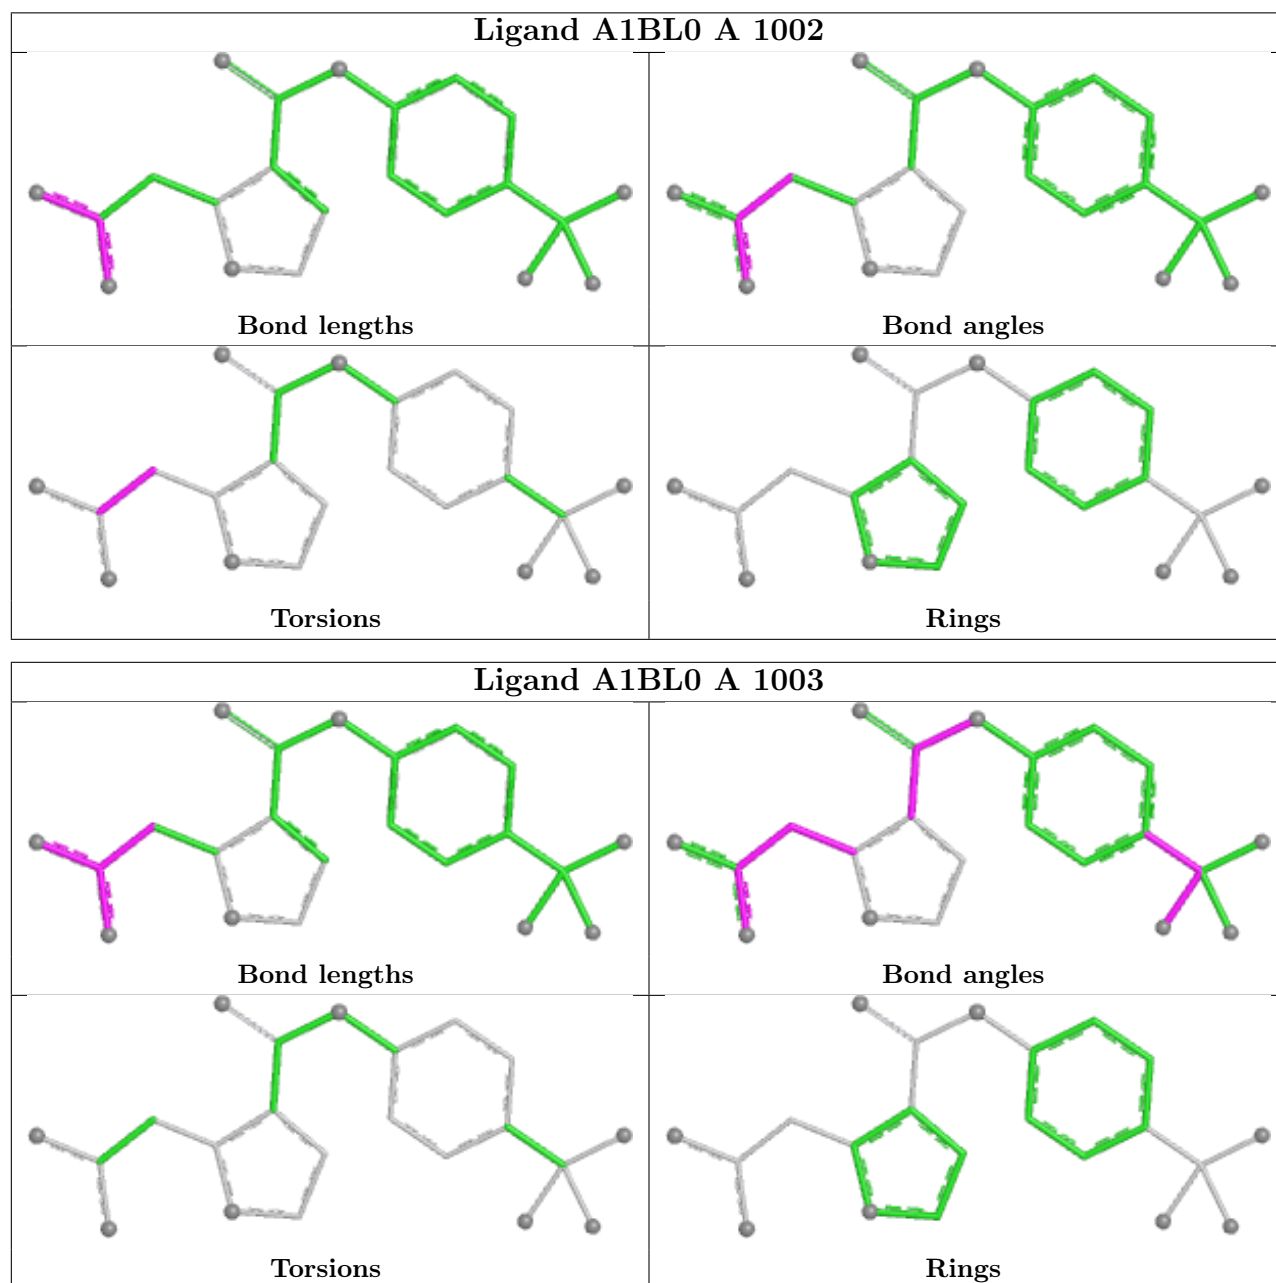 Ligand A1BL0 A 1002
Bond lengths
Bond angles
Torsions
Rings
Ligand A1BL0 A 1003
Bond lengths
Bond angles
Torsions
Rings